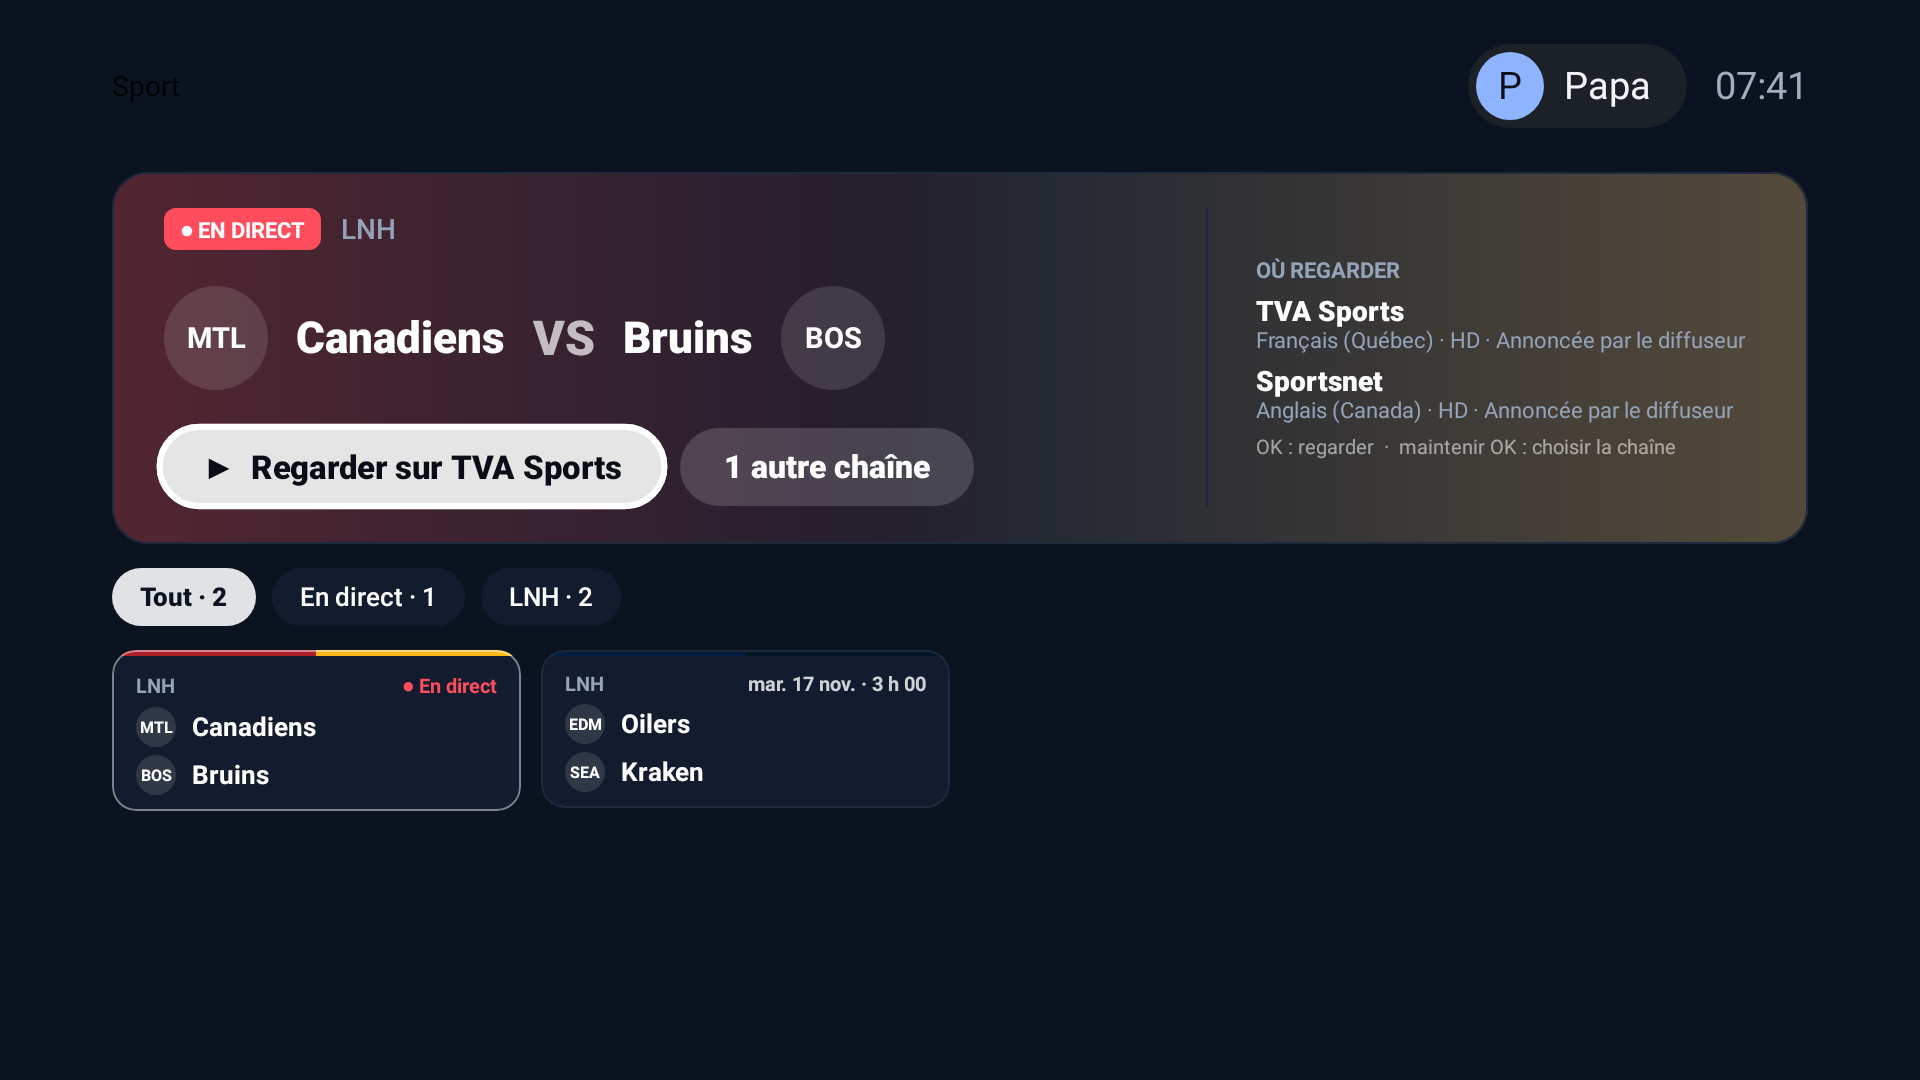 Sport
P Papa 07:41
● EN DIRECT LNH
MTL Canadiens VS Bruins BOS
► Regarder sur TVA Sports
1 autre chaîne
OÙ REGARDER
TVA Sports
Français (Québec) · HD · Annoncée par le diffuseur
Sportsnet
Anglais (Canada) · HD · Annoncée par le diffuseur
OK : regarder · maintenir OK : choisir la chaîne
Tout · 2
En direct · 1
LNH · 2
LNH ● En direct
MTL Canadiens
BOS Bruins
LNH mar. 17 nov. · 3 h 00
EDM Oilers
SEA Kraken